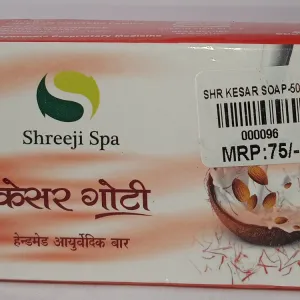 Shreeji Spa
SHR KESAR SOAP-50
000096
MRP:75/-
केसर गोटी
हेन्डमेड आयुर्वेदिक बार